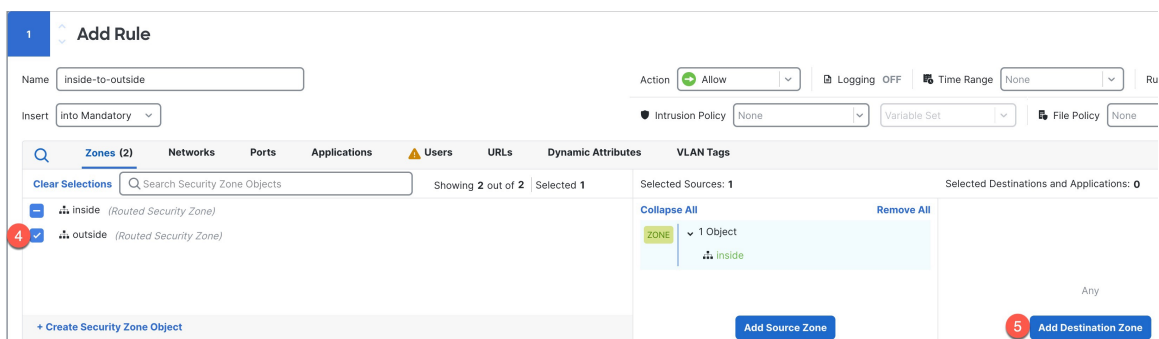 1 Add Rule
Name inside-to-outside Action Allow Logging OFF Time Range None Ru
Insert into Mandatory Intrusion Policy None Variable Set File Policy None
Zones (2) Networks Ports Applications Users URLs Dynamic Attributes VLAN Tags
Clear Selections Search Security Zone Objects Showing 2 out of 2 Selected 1 Selected Sources: 1 Selected Destinations and Applications: 0
inside (Routed Security Zone) Collapse All Remove All
4 outside (Routed Security Zone) ZONE 1 Object
inside
Any
+ Create Security Zone Object Add Source Zone 5 Add Destination Zone